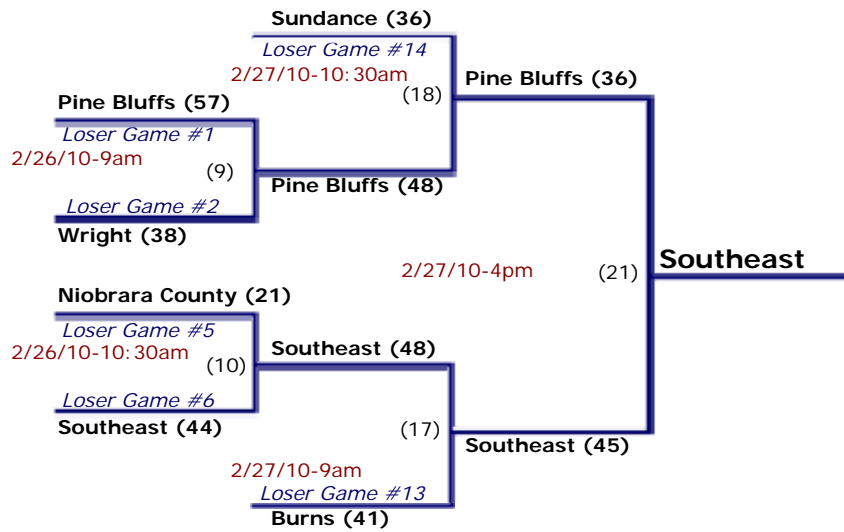 Sundance (36)
Loser Game #14
2/27/10-10:30am
(18)
Pine Bluffs (36)
Pine Bluffs (57)
Loser Game #1
2/26/10-9am
(9)
Pine Bluffs (48)
Loser Game #2
Wright (38)
2/27/10-4pm
(21)
Southeast
Niobrara County (21)
Loser Game #5
2/26/10-10:30am
(10)
Southeast (48)
Loser Game #6
Southeast (44)
(17)
Southeast (45)
2/27/10-9am
Loser Game #13
Burns (41)